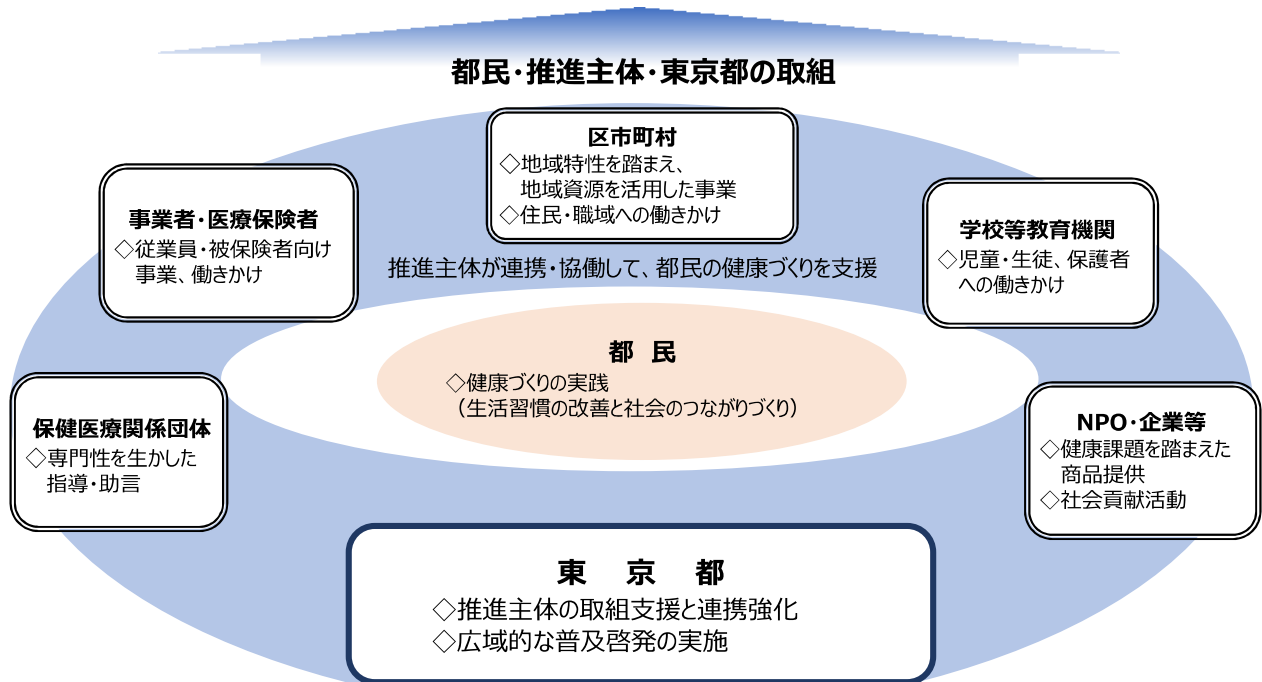 都民・推進主体・東京都の取組
区市町村
◇地域特性を踏まえ、
地域資源を活用した事業
◇住民・職域への働きかけ
事業者・医療保険者
◇従業員・被保険者向け
事業、働きかけ
学校等教育機関
◇児童・生徒、保護者
への働きかけ
推進主体が連携・協働して、都民の健康づくりを支援
都 民
◇健康づくりの実践
（生活習慣の改善と社会のつながりづくり）
保健医療関係団体
◇専門性を生かした
指導・助言
NPO・企業等
◇健康課題を踏まえた
商品提供
◇社会貢献活動
東 京 都
◇推進主体の取組支援と連携強化
◇広域的な普及啓発の実施